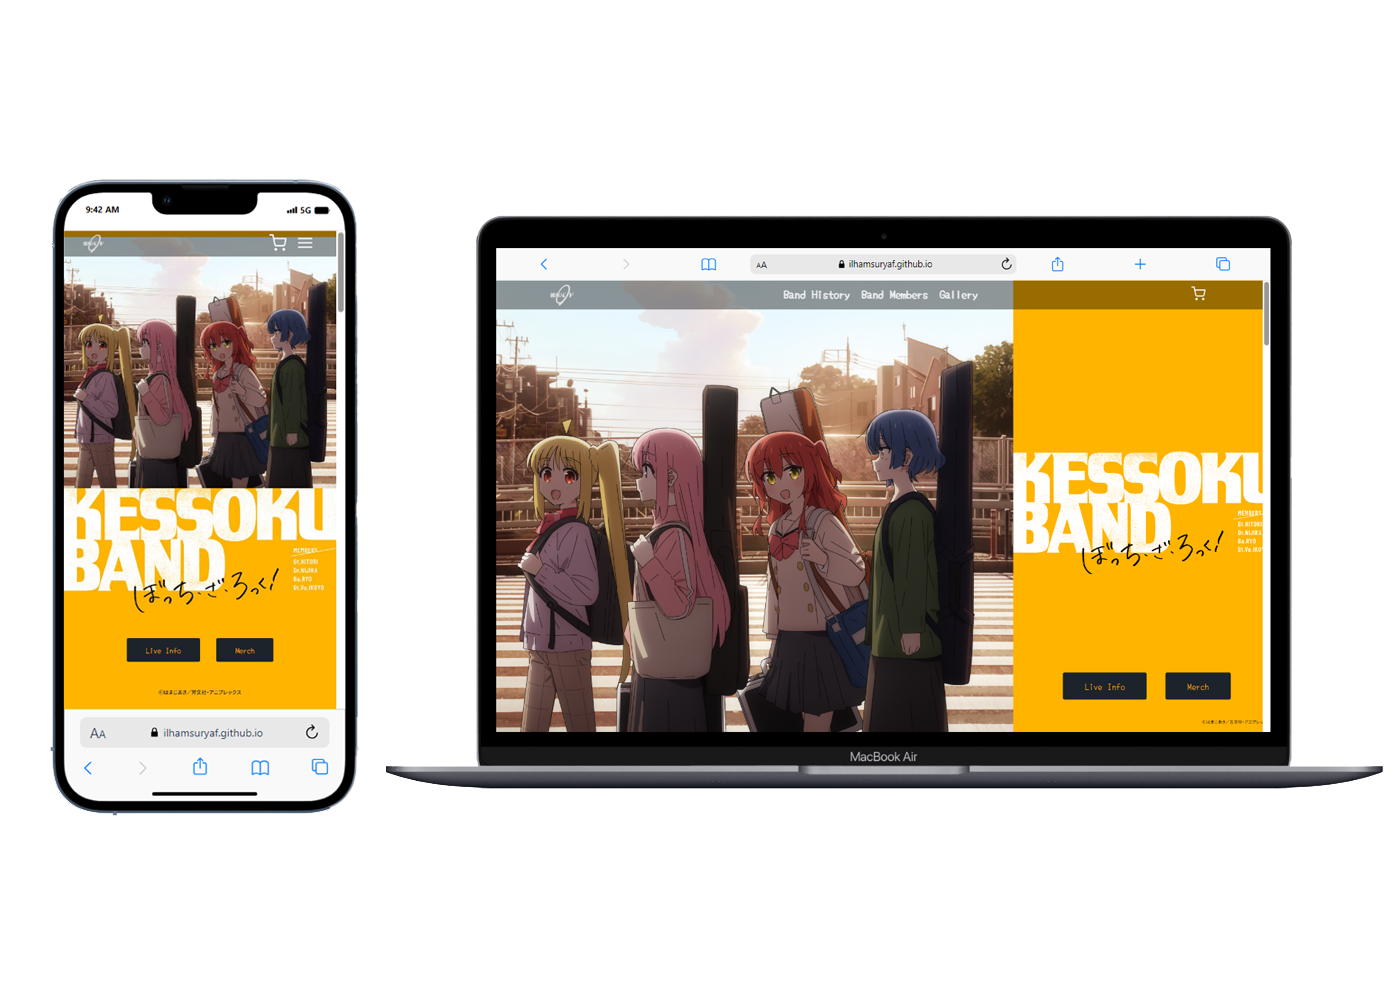 9:42 AM
5G
KESSOKU
BAND
ぼっち・ざ・ろっく!
MEMBERS
Gt.HITORI
Dr.NIJIKA
Ba.RYO
Gt.Vo.IKUYO
Live Info
Merch
©はまじあき／芳文社・アニプレックス
AA
ilhamsuryaf.github.io
AA
ilhamsuryaf.github.io
Band History
Band Members
Gallery
KESSOKU
BAND
ぼっち・ざ・ろっく!
MEMBERS
Gt.HITORI
Dr.NIJIKA
Ba.RYO
Gt.Vo.IKUY
Live Info
Merch
©はまじあき／芳文社・アニプレッ
MacBook Air